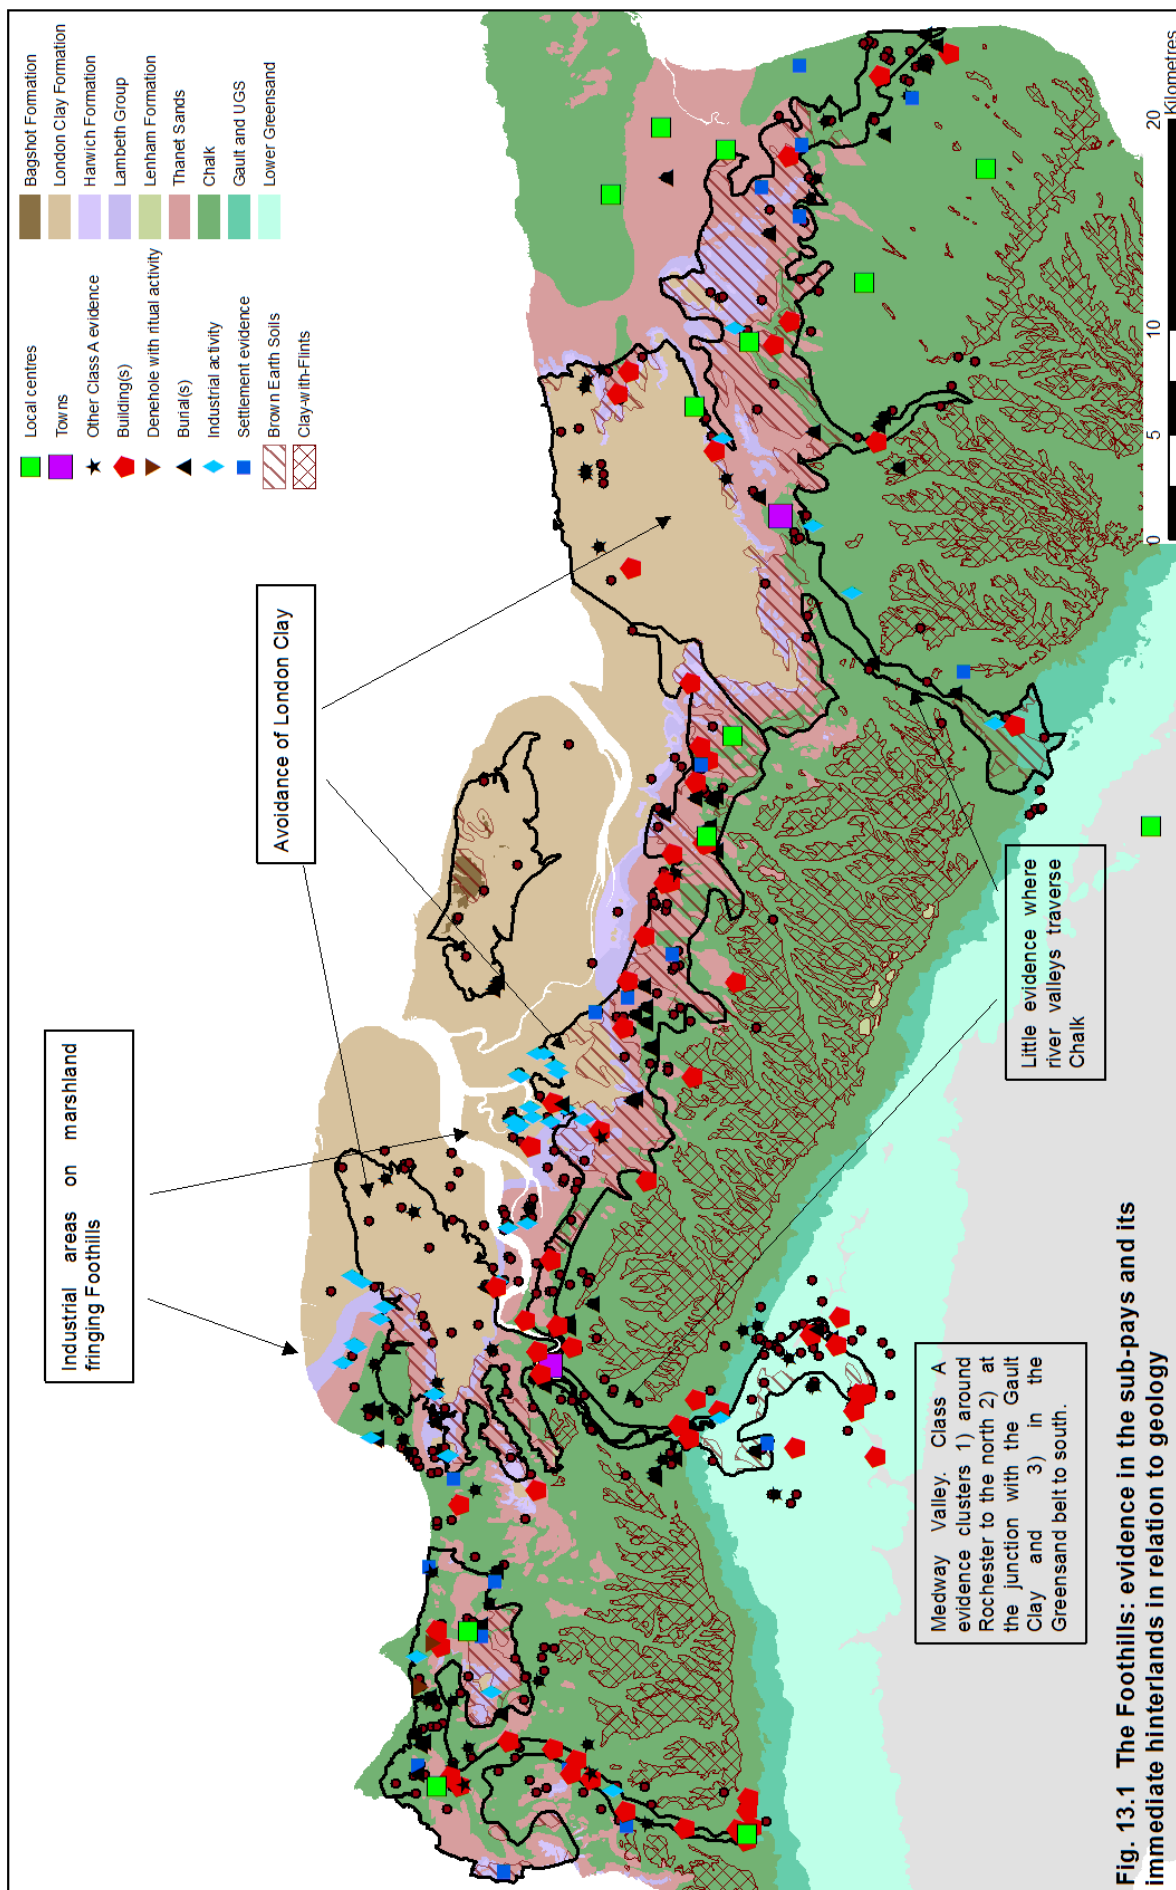 Local centres
Towns
Other Class A evidence
Building(s)
Denehole with ritual activity
Burial(s)
Industrial activity
Settlement evidence
Brown Earth Soils
Clay-with-Flints
Bagshot Formation
London Clay Formation
Harwich Formation
Lambeth Group
Lenham Formation
Thanet Sands
Chalk
Gault and UGS
Lower Greensand
Industrial areas on marshland
fringing Foothills
Avoidance of London Clay
Little evidence where
river valleys traverse
Chalk
Medway Valley. Class A
evidence clusters 1) around
Rochester to the north 2) at
the junction with the Gault
Clay and 3) in the
Greensand belt to south.
0 5 10 20
Kilometres
Fig. 13.1 The Foothills: evidence in the sub-pays and its
immediate hinterlands in relation to geology